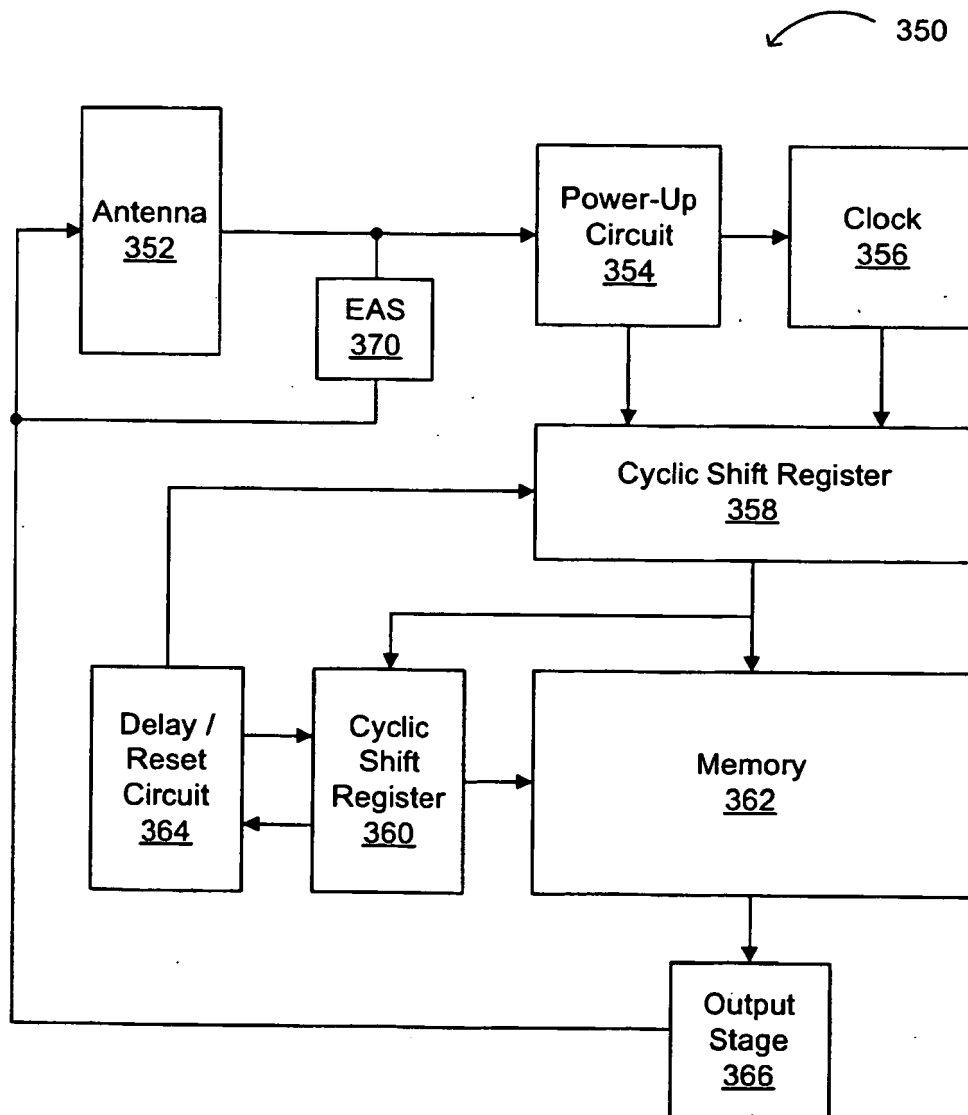 350
Antenna
352
Power-Up
Circuit
354
Clock
356
EAS
370
Cyclic Shift Register
358
Delay /
Reset
Circuit
364
Cyclic
Shift
Register
360
Memory
362
Output
Stage
366